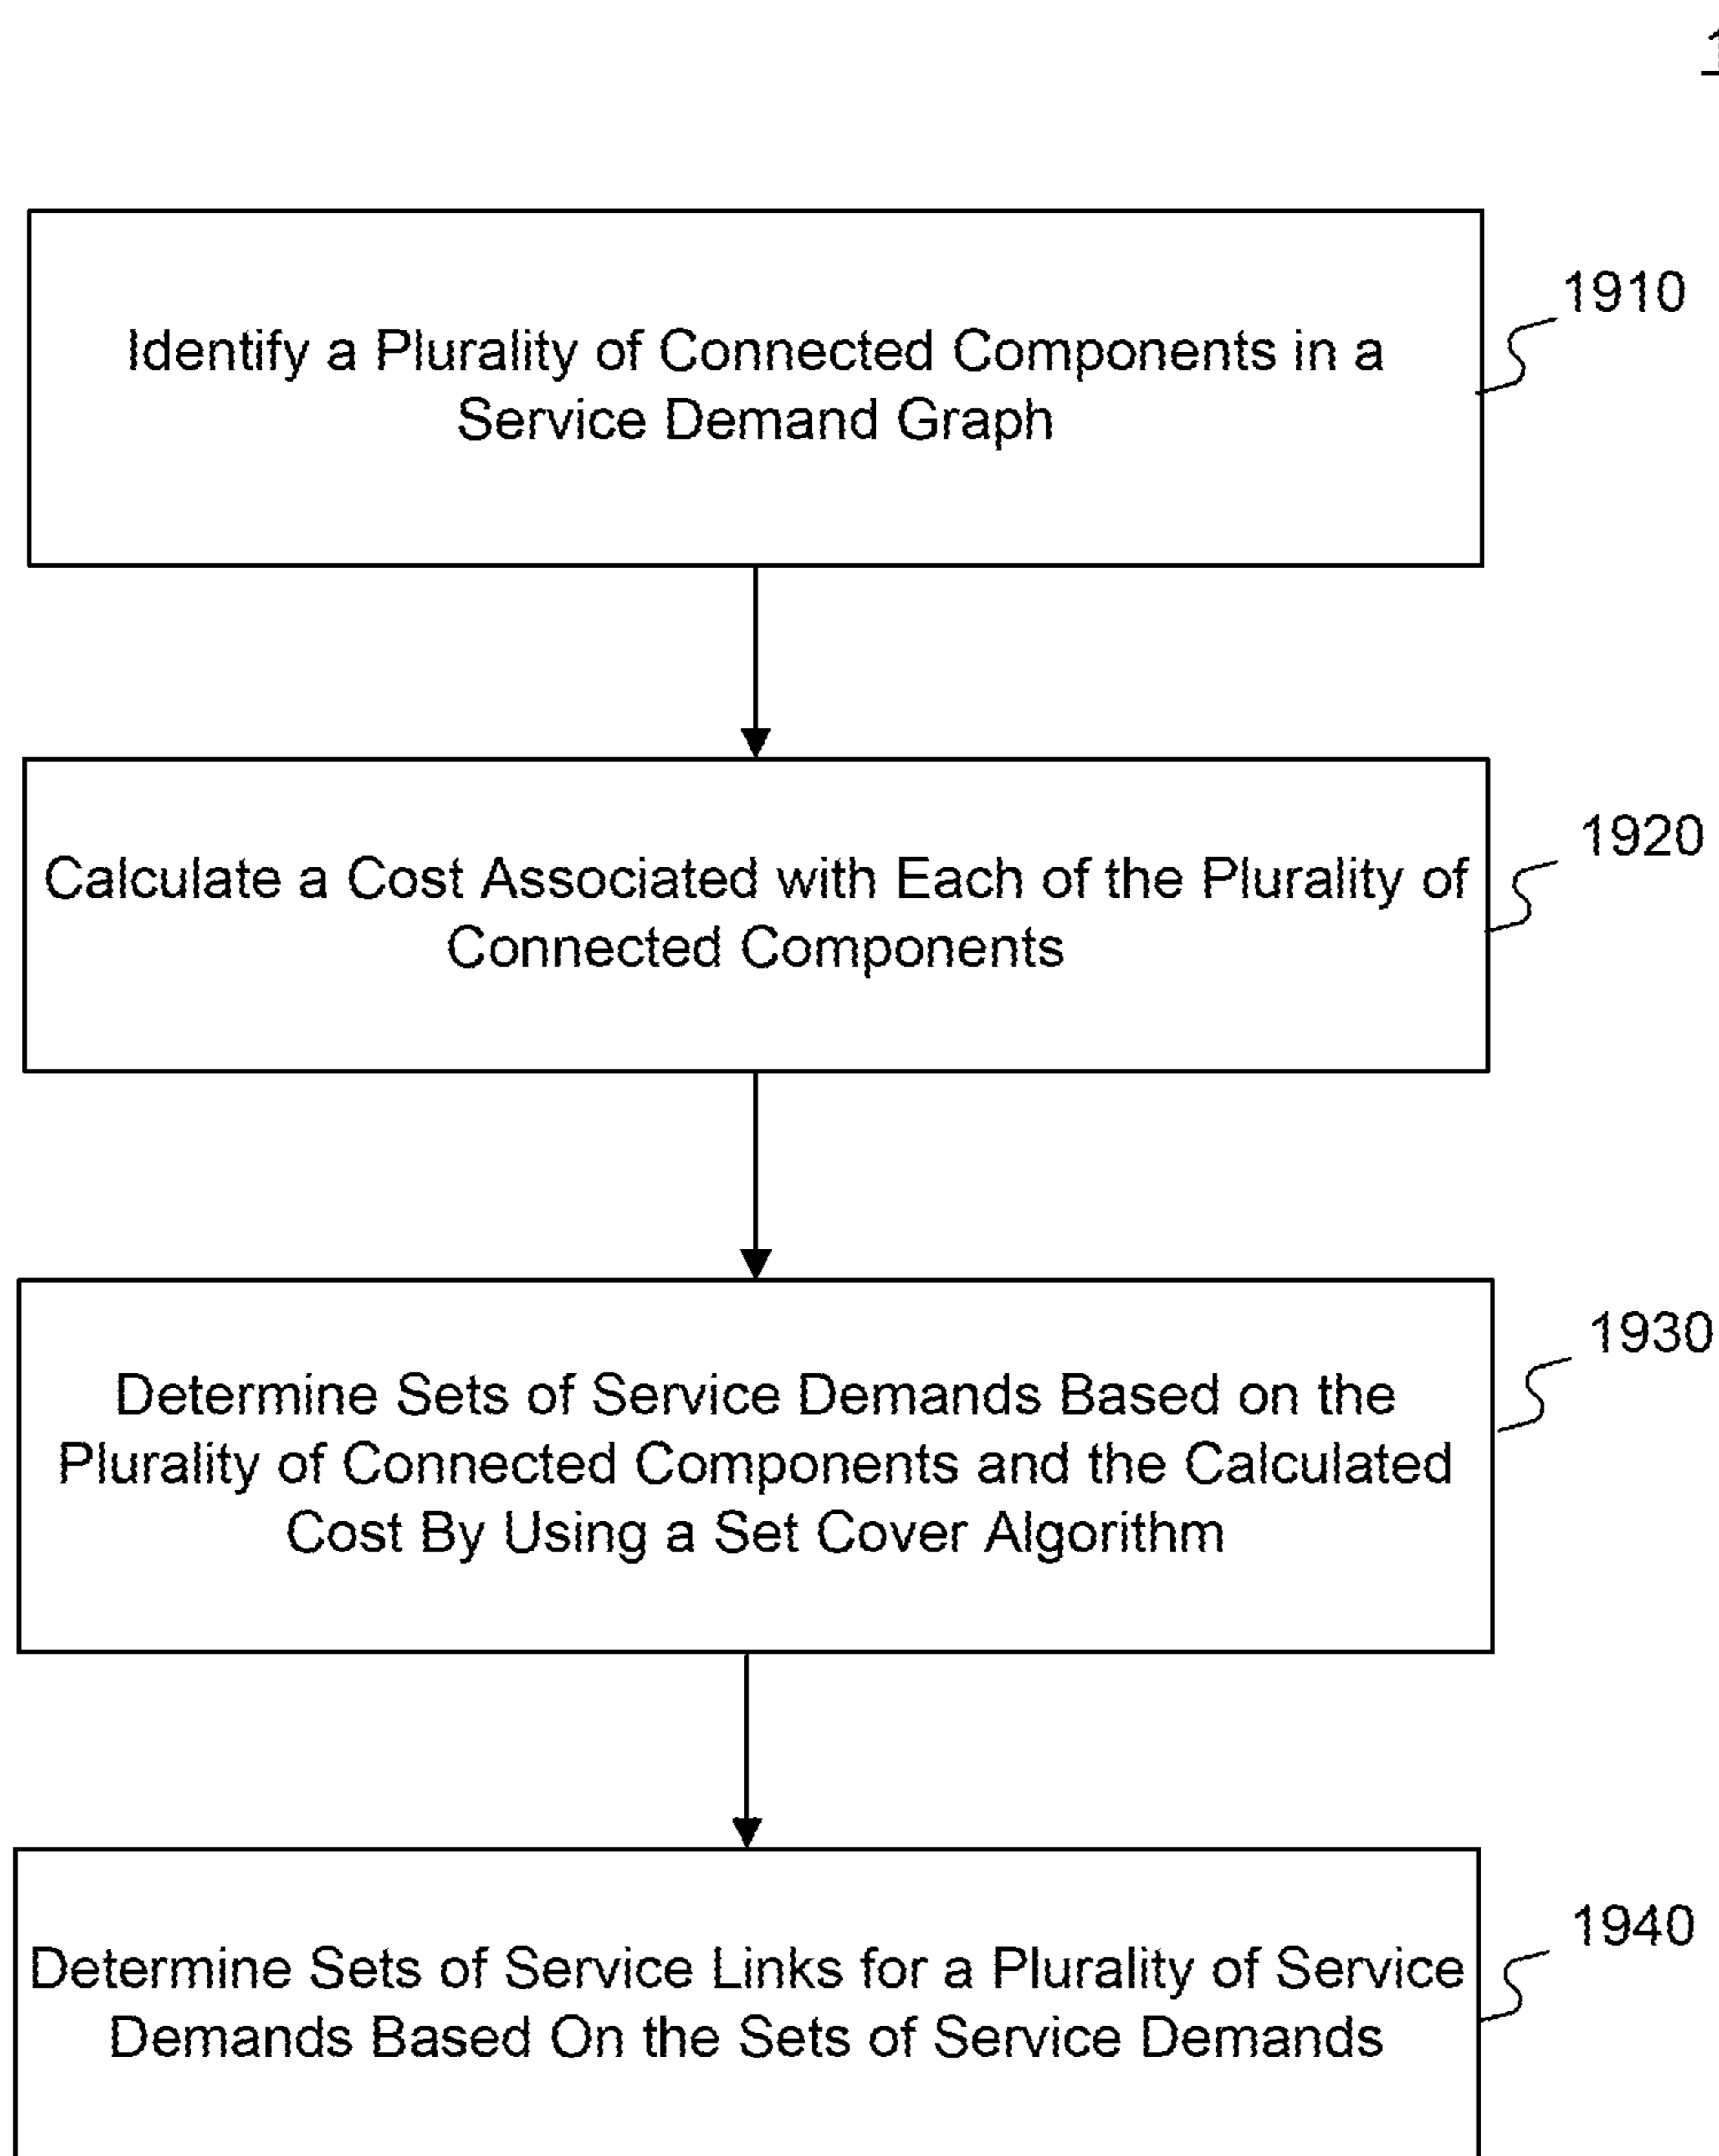 1910
Identify a Plurality of Connected Components in a
Service Demand Graph
1920
Calculate a Cost Associated with Each of the Plurality of
Connected Components
1930
Determine Sets of Service Demands Based on the
Plurality of Connected Components and the Calculated
Cost By Using a Set Cover Algorithm
1940
Determine Sets of Service Links for a Plurality of Service
Demands Based On the Sets of Service Demands